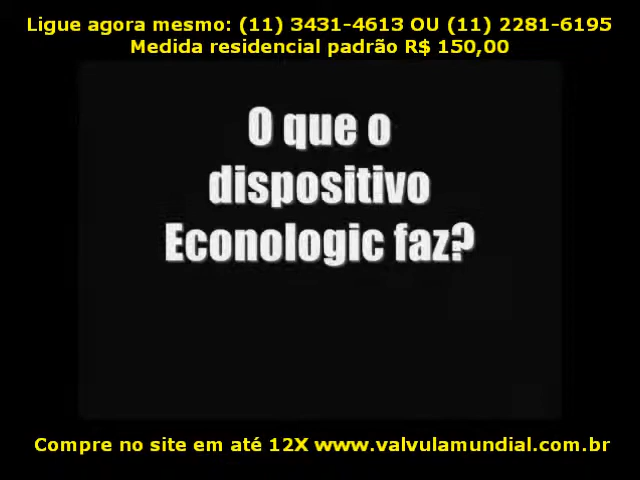 Ligue agora mesmo: (11) 3431-4613 OU (11) 2281-6195
Medida residencial padrão R$ 150,00
O que o
dispositivo
Econologic faz?
Compre no site em até 12X www.valvulamundial.com.br